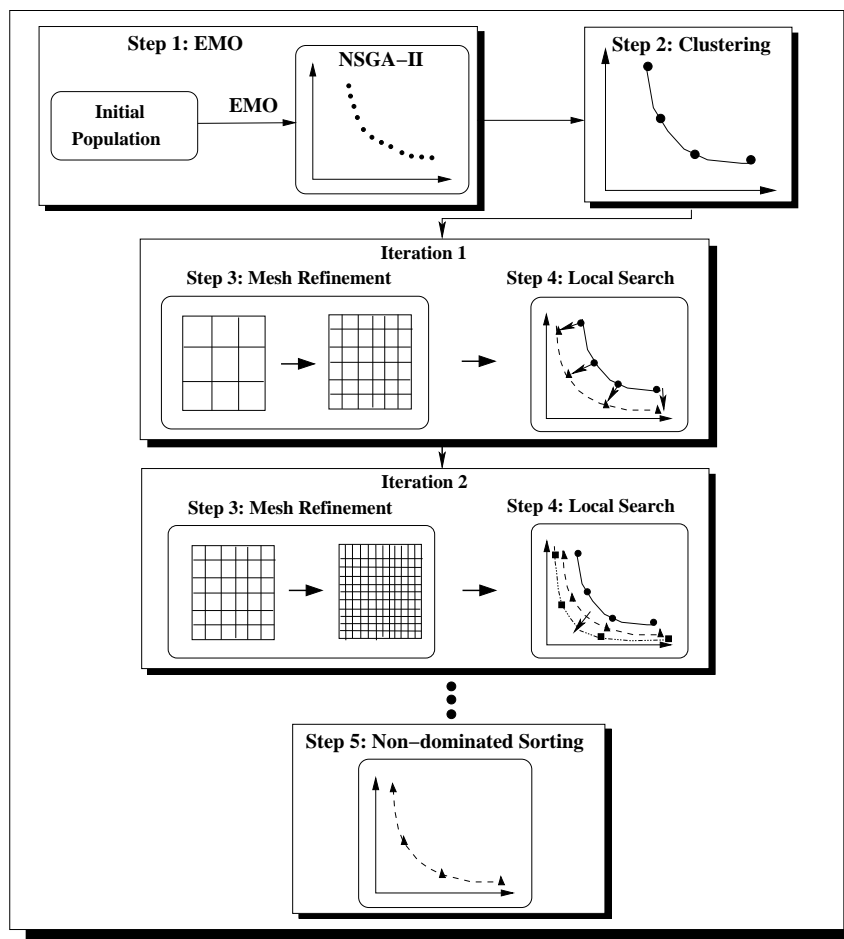 Step 1: EMO
NSGA−II
Initial
Population
EMO
Step 2: Clustering
Iteration 1
Step 3: Mesh Refinement
Step 4: Local Search
Iteration 2
Step 3: Mesh Refinement
Step 4: Local Search
Step 5: Non−dominated Sorting